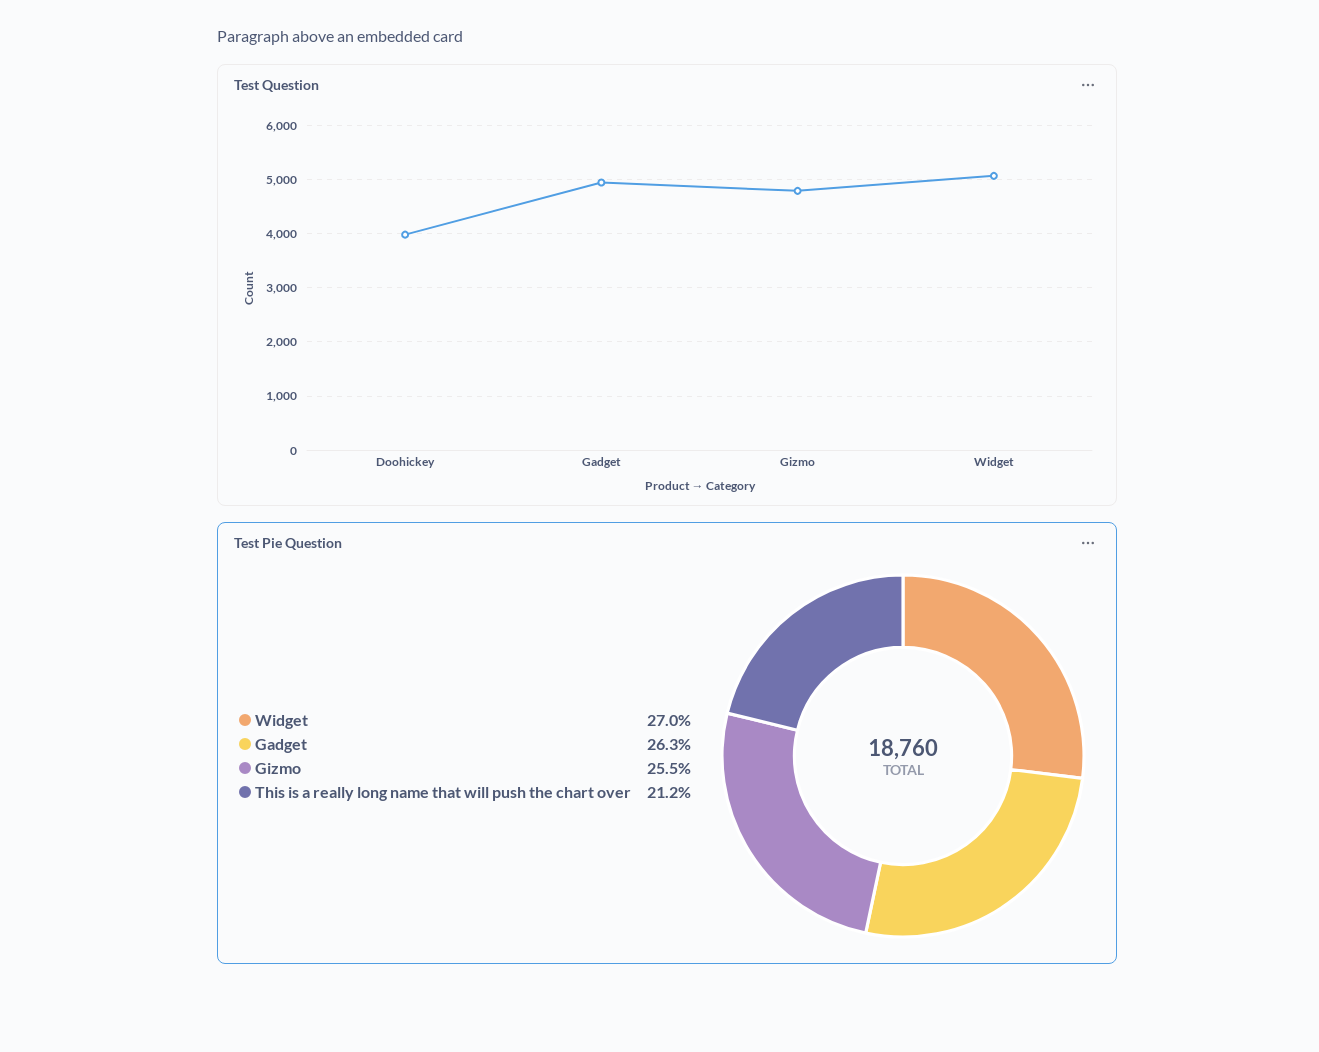 Paragraph above an embedded card
Test Question
6,000
5,000
4,000
3,000
2,000
1,000
0
Count
Doohickey Gadget Gizmo Widget
Product → Category
Test Pie Question
Widget 27.0%
Gadget 26.3%
Gizmo 25.5%
This is a really long name that will push the chart over 21.2%
18,760
TOTAL